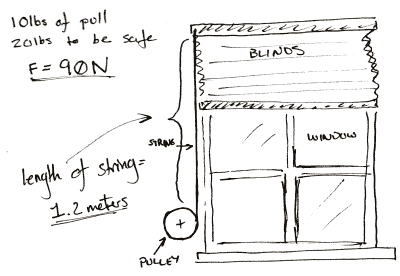 10lbs of pull
20lbs to be safe
F = 90N
Length of string =
1.2 meters
BLINDS
STRING
WINDOW
PULLEY